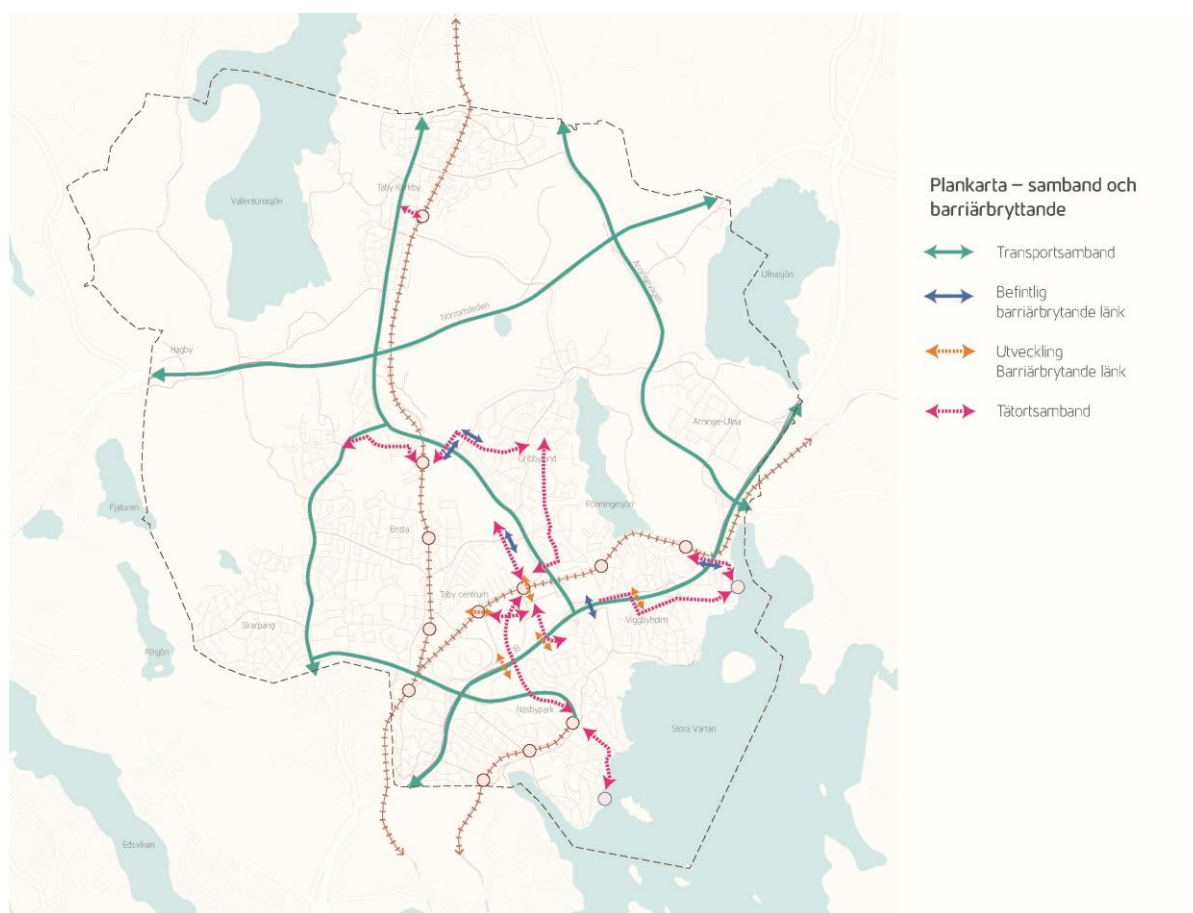 Plankarta – samband och
barriärbryttande
Transportsamband
Befintlig
barriärbrytande länk
Utveckling
Barriärbrytande länk
Tätortsamband
Täby Kyrkby
Vallentunasjön
Ullnasjön
Arningevägen
Norrortsleden
Hagby
Arninge-Ullna
Gribbylund
Rönningesjön
Fjäturen
Ensta
Täby centrum
Skarpäng
Viggbyholm
Rösjön
Näsbypark
Stora Värtan
Edsviken